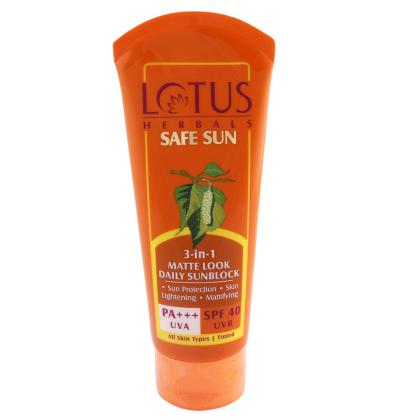 LOTUS
HERBALS
SAFE SUN
3-in-1
MATTE LOOK
DAILY SUNBLOCK
• Sun Protection • Skin
Lightening • Mattifying
PA+++ SPF 40
UVA UVB
All Skin Types | Tinted